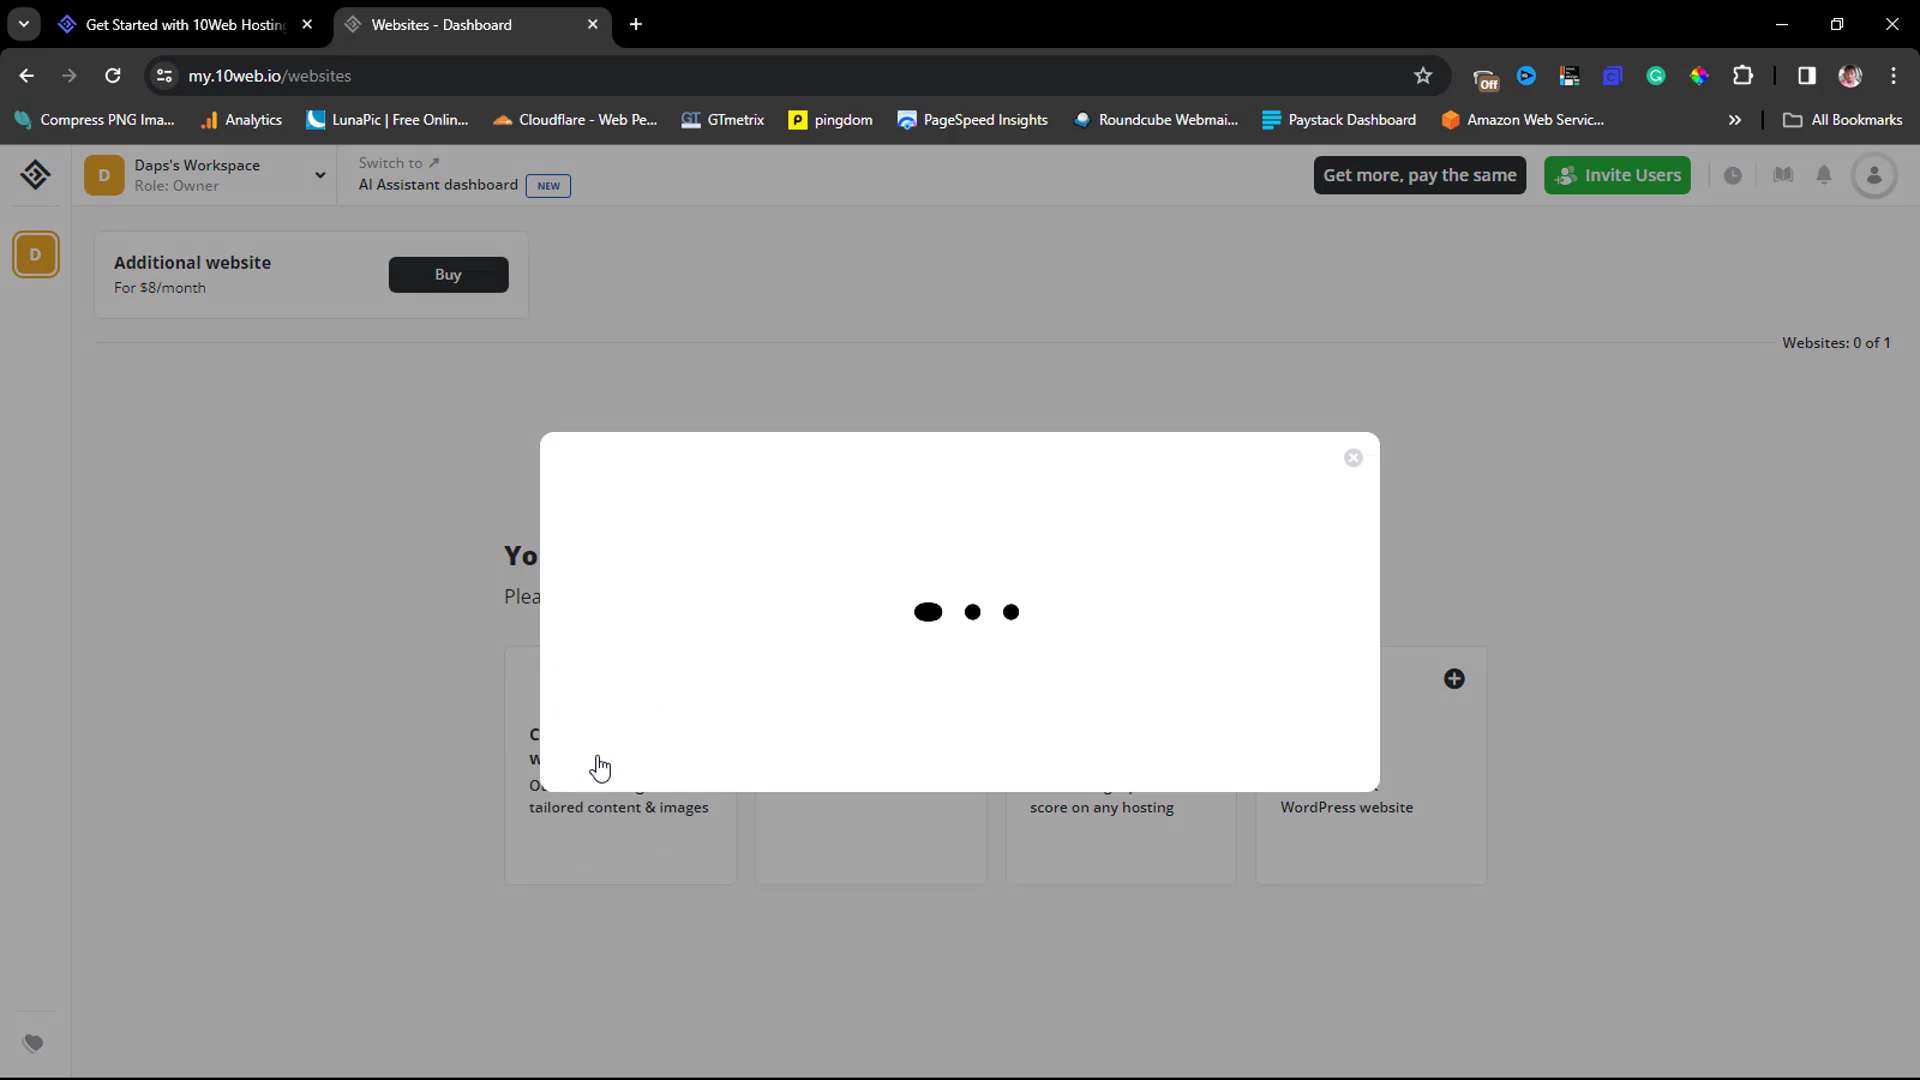 Get Started with 10Web Hosting
Websites - Dashboard
my.10web.io/websites
Off
Compress PNG Ima...
Analytics
LunaPic | Free Onlin...
Cloudflare - Web Pe...
GT GTmetrix
p pingdom
PageSpeed Insights
Roundcube Webmai...
Paystack Dashboard
Amazon Web Servic...
All Bookmarks
D
Daps's Workspace
Role: Owner
Switch to
AI Assistant dashboard NEW
Get more, pay the same
Invite Users
D
Additional website
For $8/month
Buy
Websites: 0 of 1
Yo
Plea
tailored content & images
score on any hosting
WordPress website